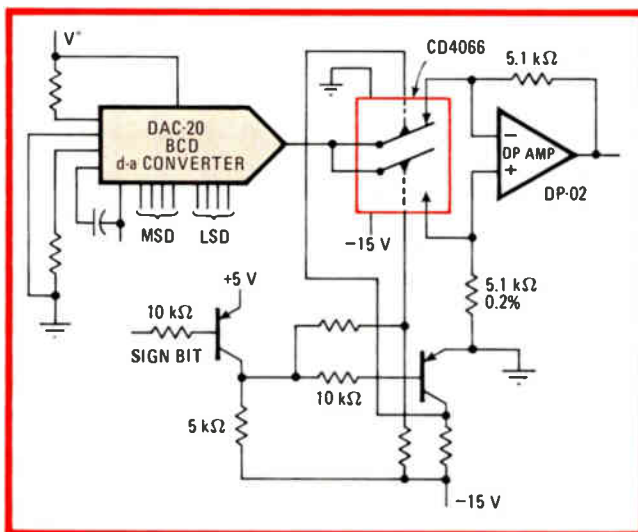 V+
CD4066
5.1 kΩ
DAC-20
BCD
d-a CONVERTER
MSD
LSD
−15 V
−
+
OP AMP
DP-02
+5 V
10 kΩ
SIGN BIT
5.1 kΩ
0.2%
10 kΩ
5 kΩ
−15 V